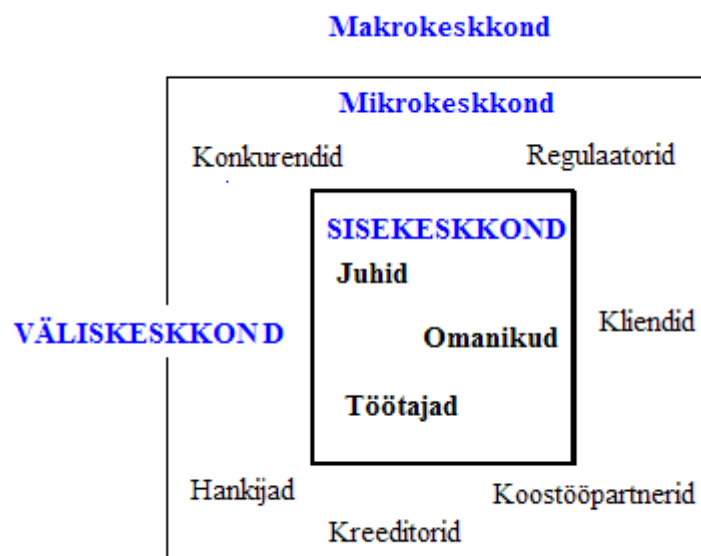 Makrokeskkond
Mikrokeskkond
Konkurendid
Regulaatorid
SISEKESKKOND
Juhid
VÄLISKESKKOND
Omanikud
Kliendid
Töötajad
Hankijad
Koostööpartnerid
Kreeditorid